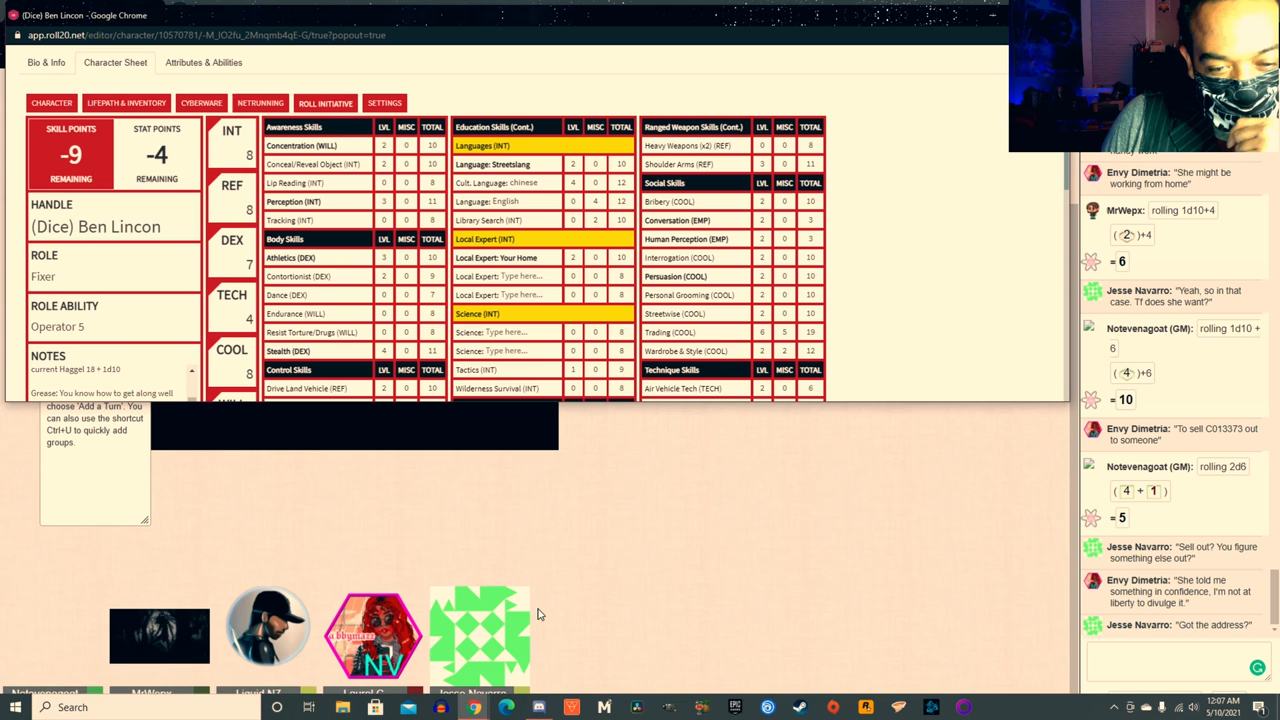 (Dice) Ben Lincon - Google Chrome
app.roll20.net/editor/character/10570781/-M_IO2fu_2Mnqmb4qE-G/true?popout=true
Bio & Info
Character Sheet
Attributes & Abilities
CHARACTER
LIFEPATH & INVENTORY
CYBERWARE
NETRUNNING
ROLL INITIATIVE
SETTINGS
SKILL POINTS
-9
REMAINING
STAT POINTS
-4
REMAINING
HANDLE
(Dice) Ben Lincon
ROLE
Fixer
ROLE ABILITY
Operator 5
NOTES
current Haggel 18 + 1d10
Grease: You know how to get along well
INT
8
REF
8
DEX
7
TECH
4
COOL
8
Awareness Skills LVL MISC TOTAL
Concentration (WILL) 2 0 10
Conceal/Reveal Object (INT) 2 0 10
Lip Reading (INT) 0 0 8
Perception (INT) 3 0 11
Tracking (INT) 0 0 8
Body Skills LVL MISC TOTAL
Athletics (DEX) 3 0 10
Contortionist (DEX) 2 0 9
Dance (DEX) 0 0 7
Endurance (WILL) 0 0 8
Resist Torture/Drugs (WILL) 0 0 8
Stealth (DEX) 4 0 11
Control Skills LVL MISC TOTAL
Drive Land Vehicle (REF) 2 0 10
Education Skills (Cont.) LVL MISC TOTAL
Languages (INT)
Language: Streetslang 2 0 10
Cult. Language: chinese 4 0 12
Language: English 0 4 12
Library Search (INT) 0 2 10
Local Expert (INT)
Local Expert: Your Home 2 0 10
Local Expert: Type here... 0 0 8
Local Expert: Type here... 0 0 8
Science (INT)
Science: Type here... 0 0 8
Science: Type here... 0 0 8
Tactics (INT) 1 0 9
Wilderness Survival (INT) 0 0 8
Ranged Weapon Skills (Cont.) LVL MISC TOTAL
Heavy Weapons (x2) (REF) 0 0 8
Shoulder Arms (REF) 3 0 11
Social Skills LVL MISC TOTAL
Bribery (COOL) 2 0 10
Conversation (EMP) 2 0 3
Human Perception (EMP) 2 0 3
Interrogation (COOL) 2 0 10
Persuasion (COOL) 2 0 10
Personal Grooming (COOL) 2 0 10
Streetwise (COOL) 2 0 10
Trading (COOL) 6 5 19
Wardrobe & Style (COOL) 2 2 12
Technique Skills LVL MISC TOTAL
Air Vehicle Tech (TECH) 2 0 6
choose 'Add a Turn'. You
can also use the shortcut
Ctrl+U to quickly add
groups.
abbymarr
NV
Notevenagoat
MrWepx
Liquid NZ
Laurel C.
Jesse Navarro
Envy Dimetria: "She might be
working from home"
MrWepx: rolling 1d10+4
(2)+4
= 6
Jesse Navarro: "Yeah, so in that
case. Tf does she want?"
Notevenagoat (GM): rolling 1d10 +
6
(4)+6
= 10
Envy Dimetria: "To sell C013373 out
to someone"
Notevenagoat (GM): rolling 2d6
(4 + 1)
= 5
Jesse Navarro: "Sell out? You figure
something else out?"
Envy Dimetria: "She told me
something in confidence, I'm not at
liberty to divulge it."
Jesse Navarro: "Got the address?"
Search
EPIC
12:07 AM
5/10/2021